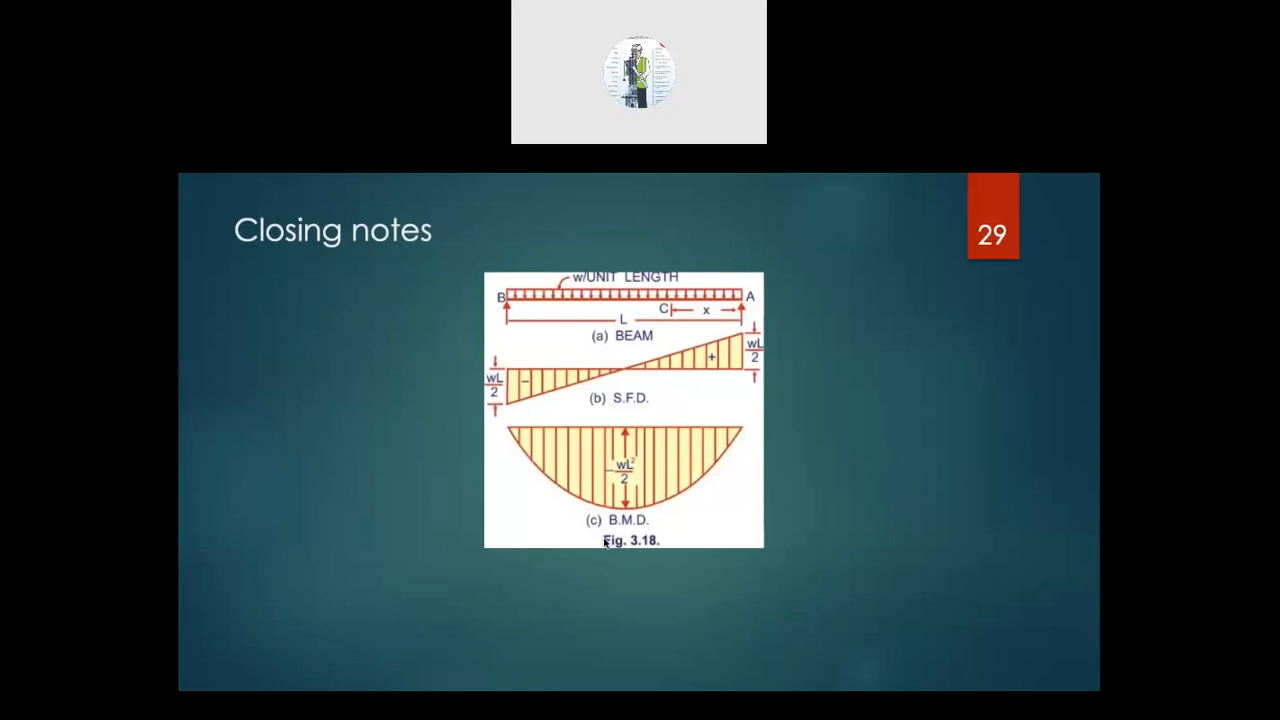 Closing notes
29
w/UNIT LENGTH
B
A
C
x
L
(a) BEAM
wL
2
+
wL
2
−
(b) S.F.D.
−wL²
2
(c) B.M.D.
Fig. 3.18.